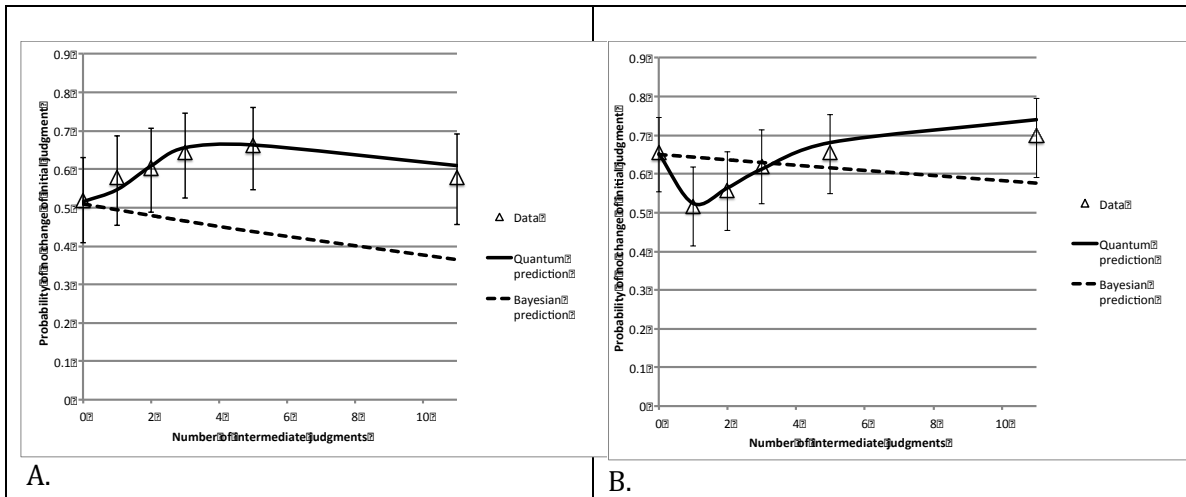 0.9
0.8
0.7
0.6
0.5
0.4
0.3
0.2
0.1
0
Probability of no change of initial judgment
0 2 4 6 8 10
Number of intermediate judgments
Data
Quantum
prediction
Bayesian
prediction
A.
0.9
0.8
0.7
0.6
0.5
0.4
0.3
0.2
0.1
0
Probability of no change of initial judgment
0 2 4 6 8 10
Number of intermediate judgments
Data
Quantum
prediction
Bayesian
prediction
B.